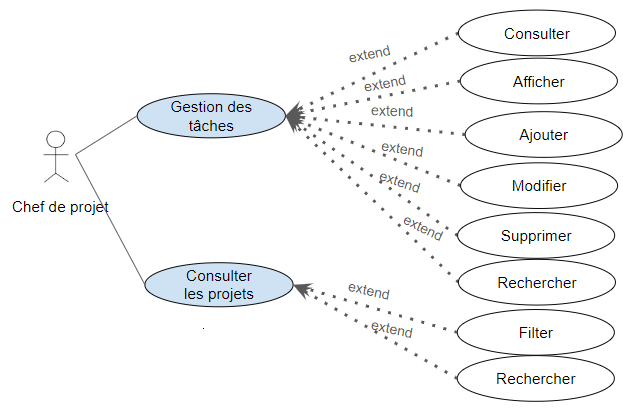 Consulter
extend
Afficher
extend
Gestion des
tâches
extend
Ajouter
extend
Modifier
extend
Chef de projet
extend
Supprimer
Consulter
les projets
Rechercher
extend
Filter
extend
Rechercher